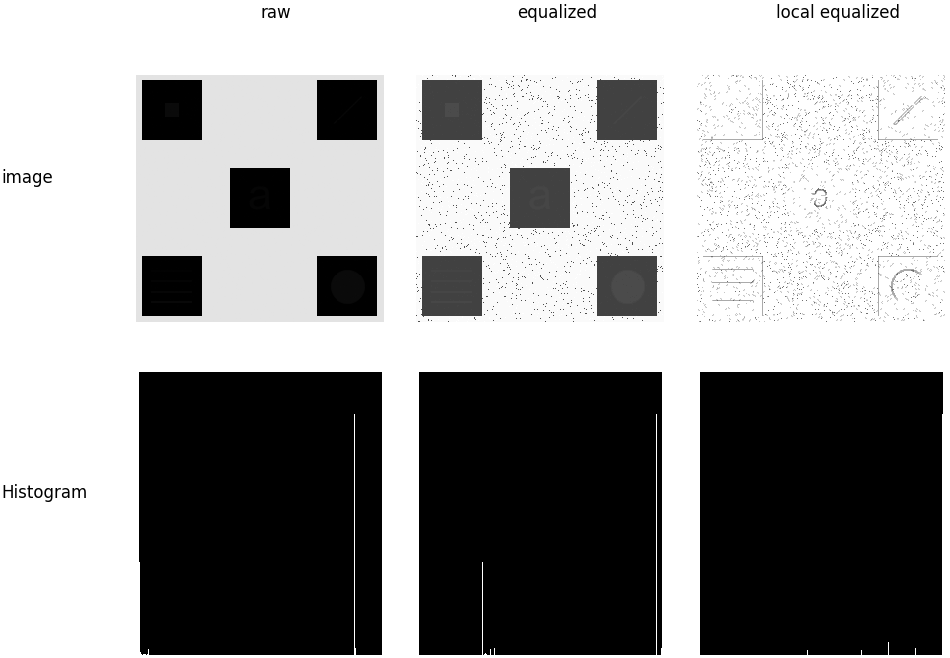 raw equalized local equalized
image
a a a
Histogram